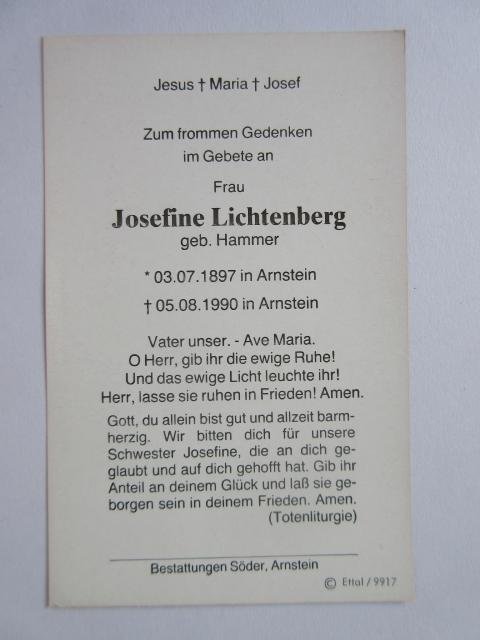 Jesus † Maria † Josef
Zum frommen Gedenken
im Gebete an
Frau
Josefine Lichtenberg
geb. Hammer
* 03.07.1897 in Arnstein
† 05.08.1990 in Arnstein
Vater unser. - Ave Maria.
O Herr, gib ihr die ewige Ruhe!
Und das ewige Licht leuchte ihr!
Herr, lasse sie ruhen in Frieden! Amen.
Gott, du allein bist gut und allzeit barm-
herzig. Wir bitten dich für unsere
Schwester Josefine, die an dich ge-
glaubt und auf dich gehofft hat. Gib ihr
Anteil an deinem Glück und laß sie ge-
borgen sein in deinem Frieden. Amen.
(Totenliturgie)
Bestattungen Söder, Arnstein
© Ettal / 9917